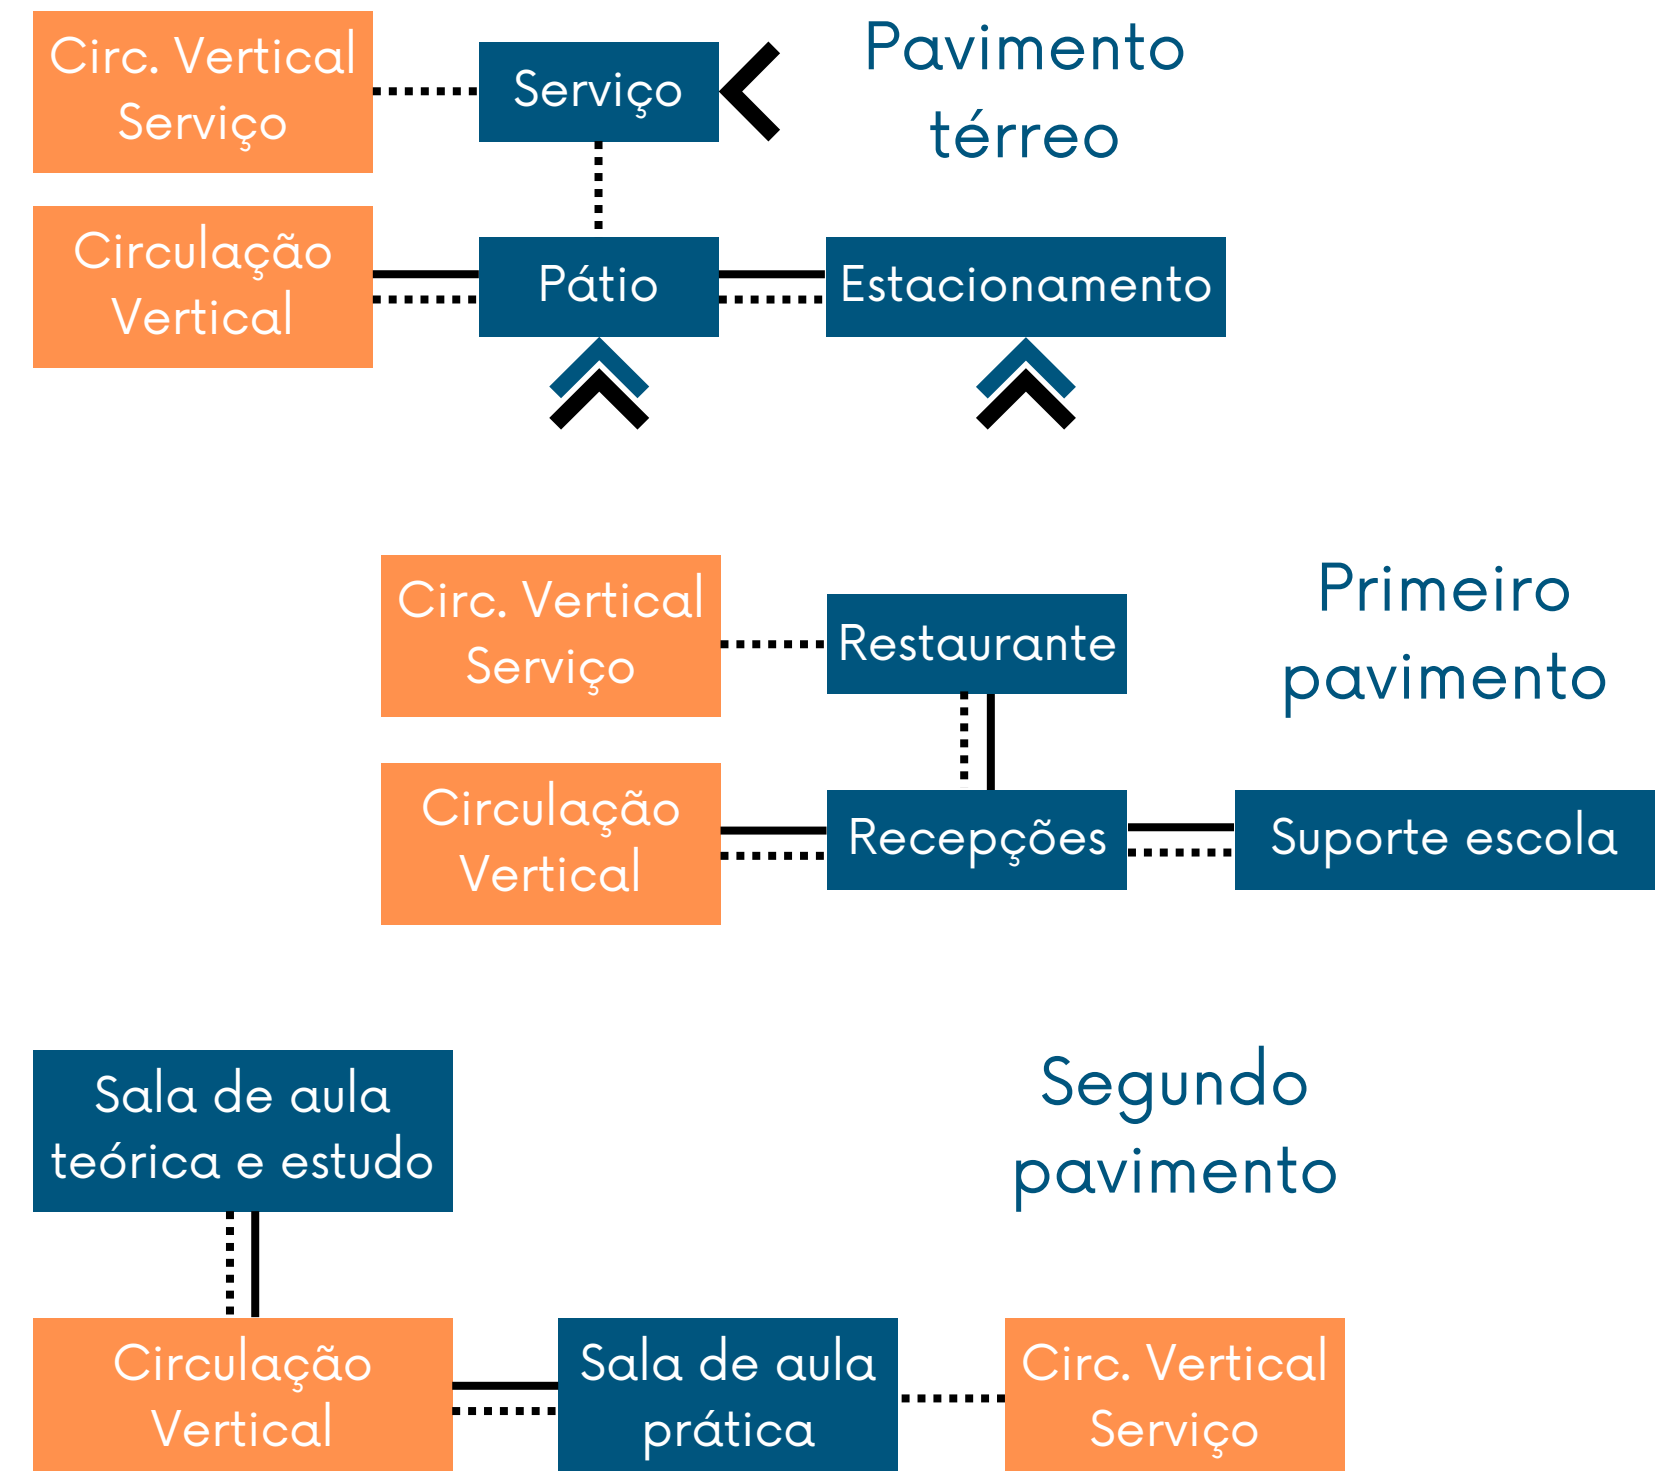 Circ. Vertical
Serviço
Serviço
Pavimento
térreo
Circulação
Vertical
Pátio
Estacionamento
Circ. Vertical
Serviço
Restaurante
Primeiro
pavimento
Circulação
Vertical
Recepções
Suporte escola
Sala de aula
teórica e estudo
Segundo
pavimento
Circulação
Vertical
Sala de aula
prática
Circ. Vertical
Serviço